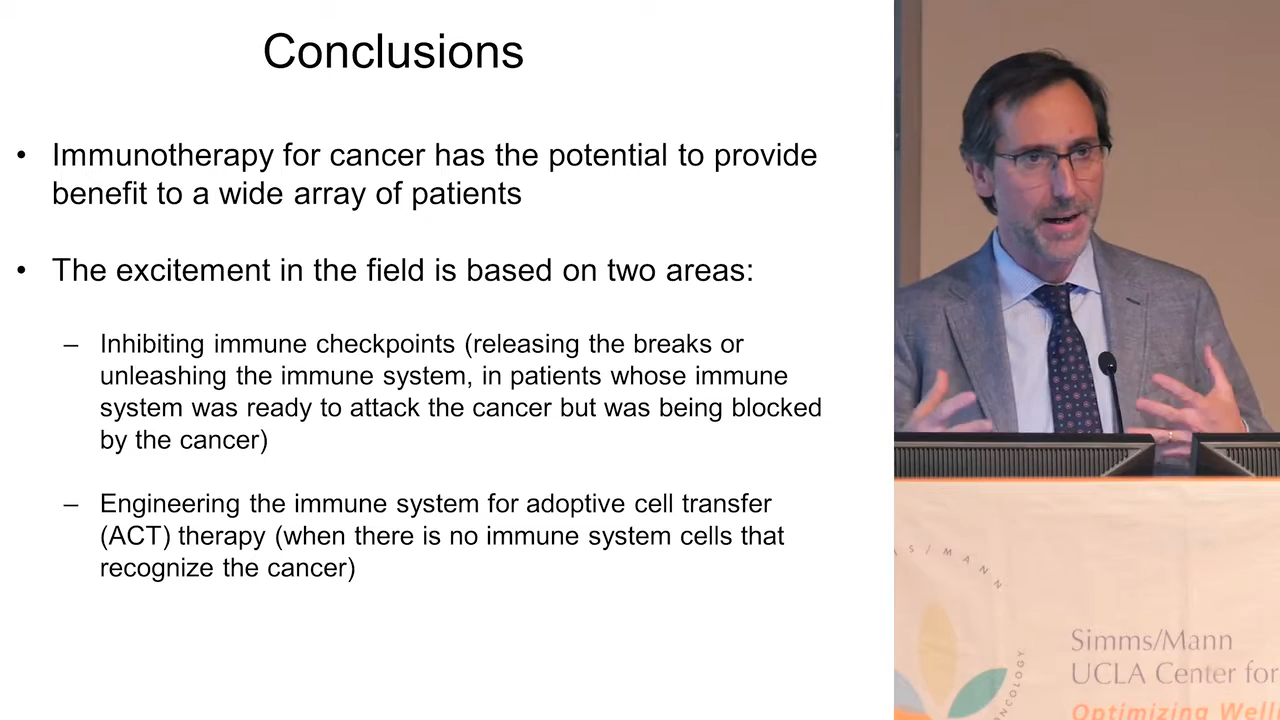 Conclusions
• Immunotherapy for cancer has the potential to provide
benefit to a wide array of patients
• The excitement in the field is based on two areas:
– Inhibiting immune checkpoints (releasing the breaks or
unleashing the immune system, in patients whose immune
system was ready to attack the cancer but was being blocked
by the cancer)
– Engineering the immune system for adoptive cell transfer
(ACT) therapy (when there is no immune system cells that
recognize the cancer)
S / MANN
ONCOLOGY
Simms/Mann
UCLA Center for
Optimizing